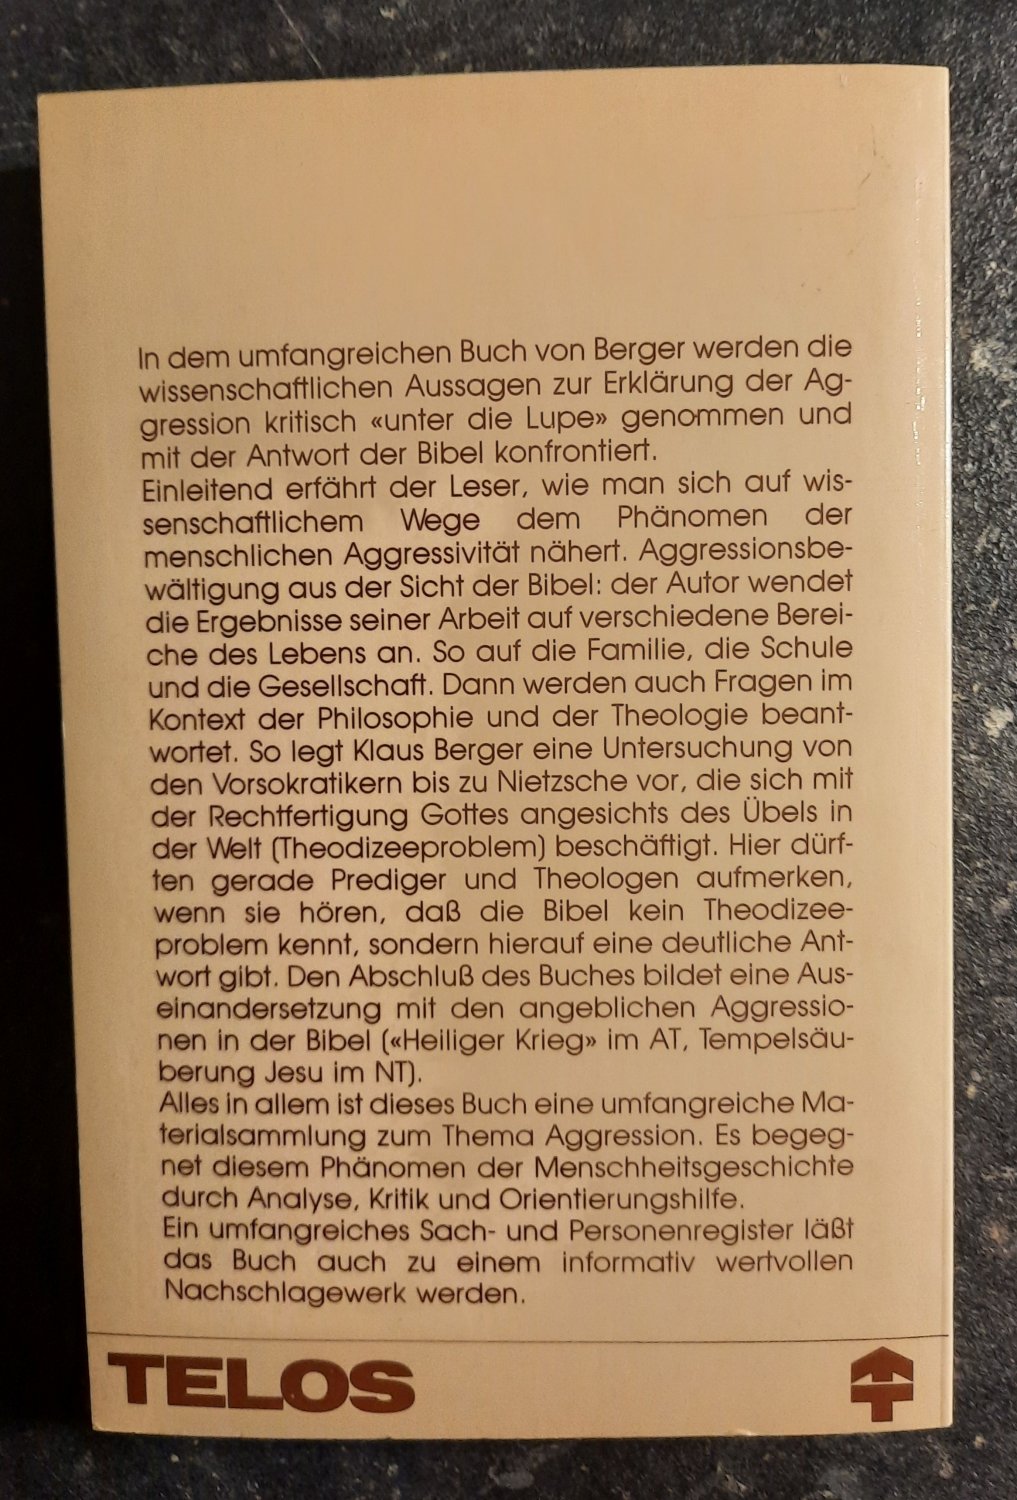 In dem umfangreichen Buch von Berger werden die
wissenschaftlichen Aussagen zur Erklärung der Ag-
gression kritisch «unter die Lupe» genommen und
mit der Antwort der Bibel konfrontiert.
Einleitend erfährt der Leser, wie man sich auf wis-
senschaftlichem Wege dem Phänomen der
menschlichen Aggressivität nähert. Aggressionsbe-
wältigung aus der Sicht der Bibel: der Autor wendet
die Ergebnisse seiner Arbeit auf verschiedene Berei-
che des Lebens an. So auf die Familie, die Schule
und die Gesellschaft. Dann werden auch Fragen im
Kontext der Philosophie und der Theologie beant-
wortet. So legt Klaus Berger eine Untersuchung von
den Vorsokratikern bis zu Nietzsche vor, die sich mit
der Rechtfertigung Gottes angesichts des Übels in
der Welt (Theodizeeproblem) beschäftigt. Hier dürf-
ten gerade Prediger und Theologen aufmerken,
wenn sie hören, daß die Bibel kein Theodizee-
problem kennt, sondern hierauf eine deutliche Ant-
wort gibt. Den Abschluß des Buches bildet eine Aus-
einandersetzung mit den angeblichen Aggressio-
nen in der Bibel («Heiliger Krieg» im AT, Tempelsäu-
berung Jesu im NT).
Alles in allem ist dieses Buch eine umfangreiche Ma-
terialsammlung zum Thema Aggression. Es begeg-
net diesem Phänomen der Menschheitsgeschichte
durch Analyse, Kritik und Orientierungshilfe.
Ein umfangreiches Sach- und Personenregister läßt
das Buch auch zu einem informativ wertvollen
Nachschlagewerk werden.
TELOS